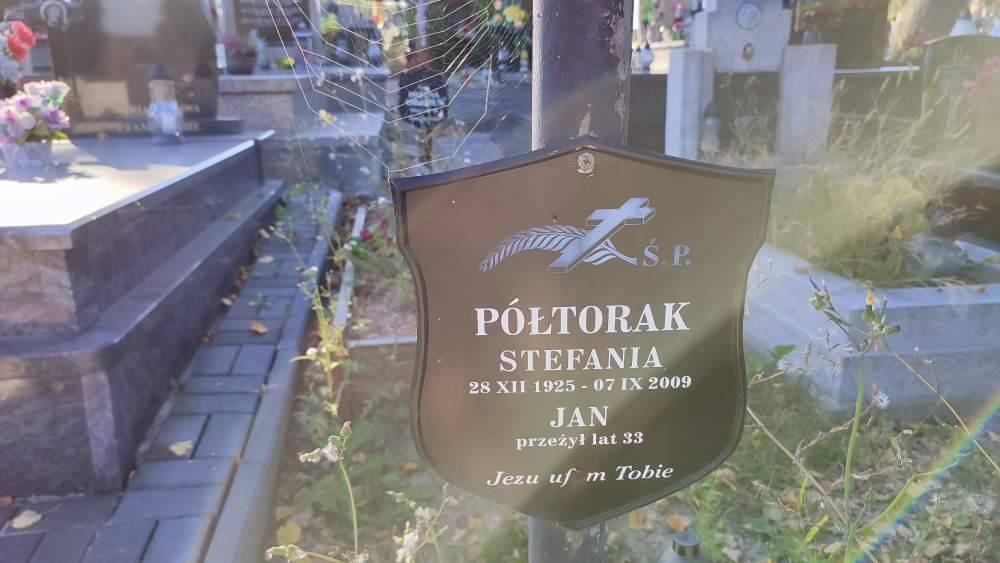 Ś.P.
PÓŁTORAK
STEFANIA
28 XII 1925 - 07 IX 2009
JAN
przeżył lat 33
Jezu uf m Tobie